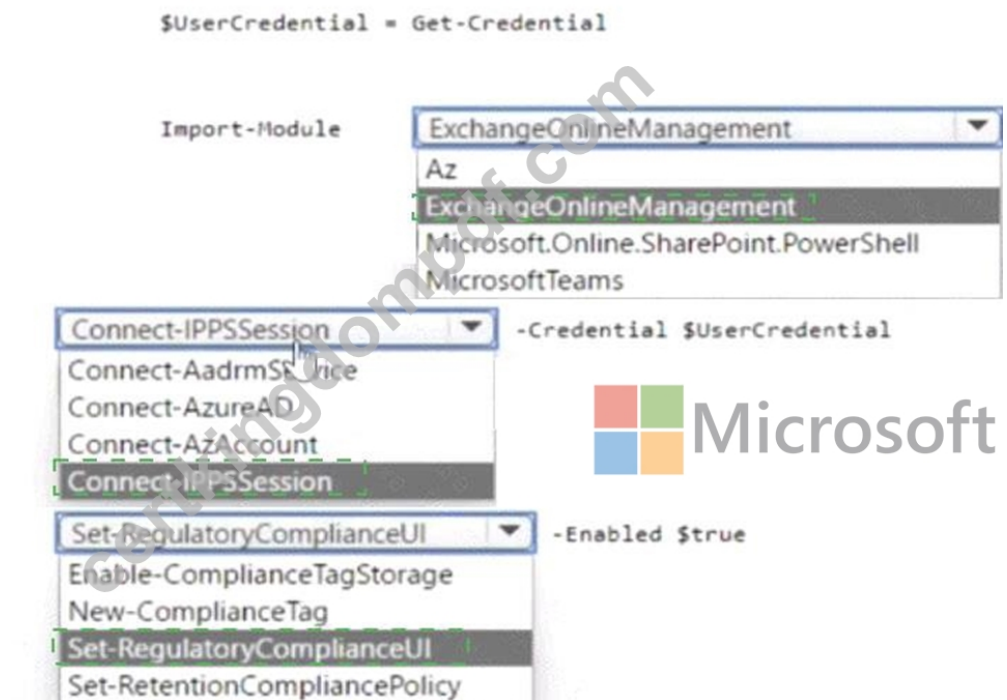 $UserCredential = Get-Credential
Import-Module
ExchangeOnlineManagement
Az
ExchangeOnlineManagement
Microsoft.Online.SharePoint.PowerShell
MicrosoftTeams
Connect-IPPSSession
-Credential $UserCredential
Connect-AadrmService
Connect-AzureAD
Connect-AzAccount
Connect-IPPSSession
Microsoft
Set-RegulatoryComplianceUI
-Enabled $true
Enable-ComplianceTagStorage
New-ComplianceTag
Set-RegulatoryComplianceUI
Set-RetentionCompliancePolicy
certkingdompdf.com